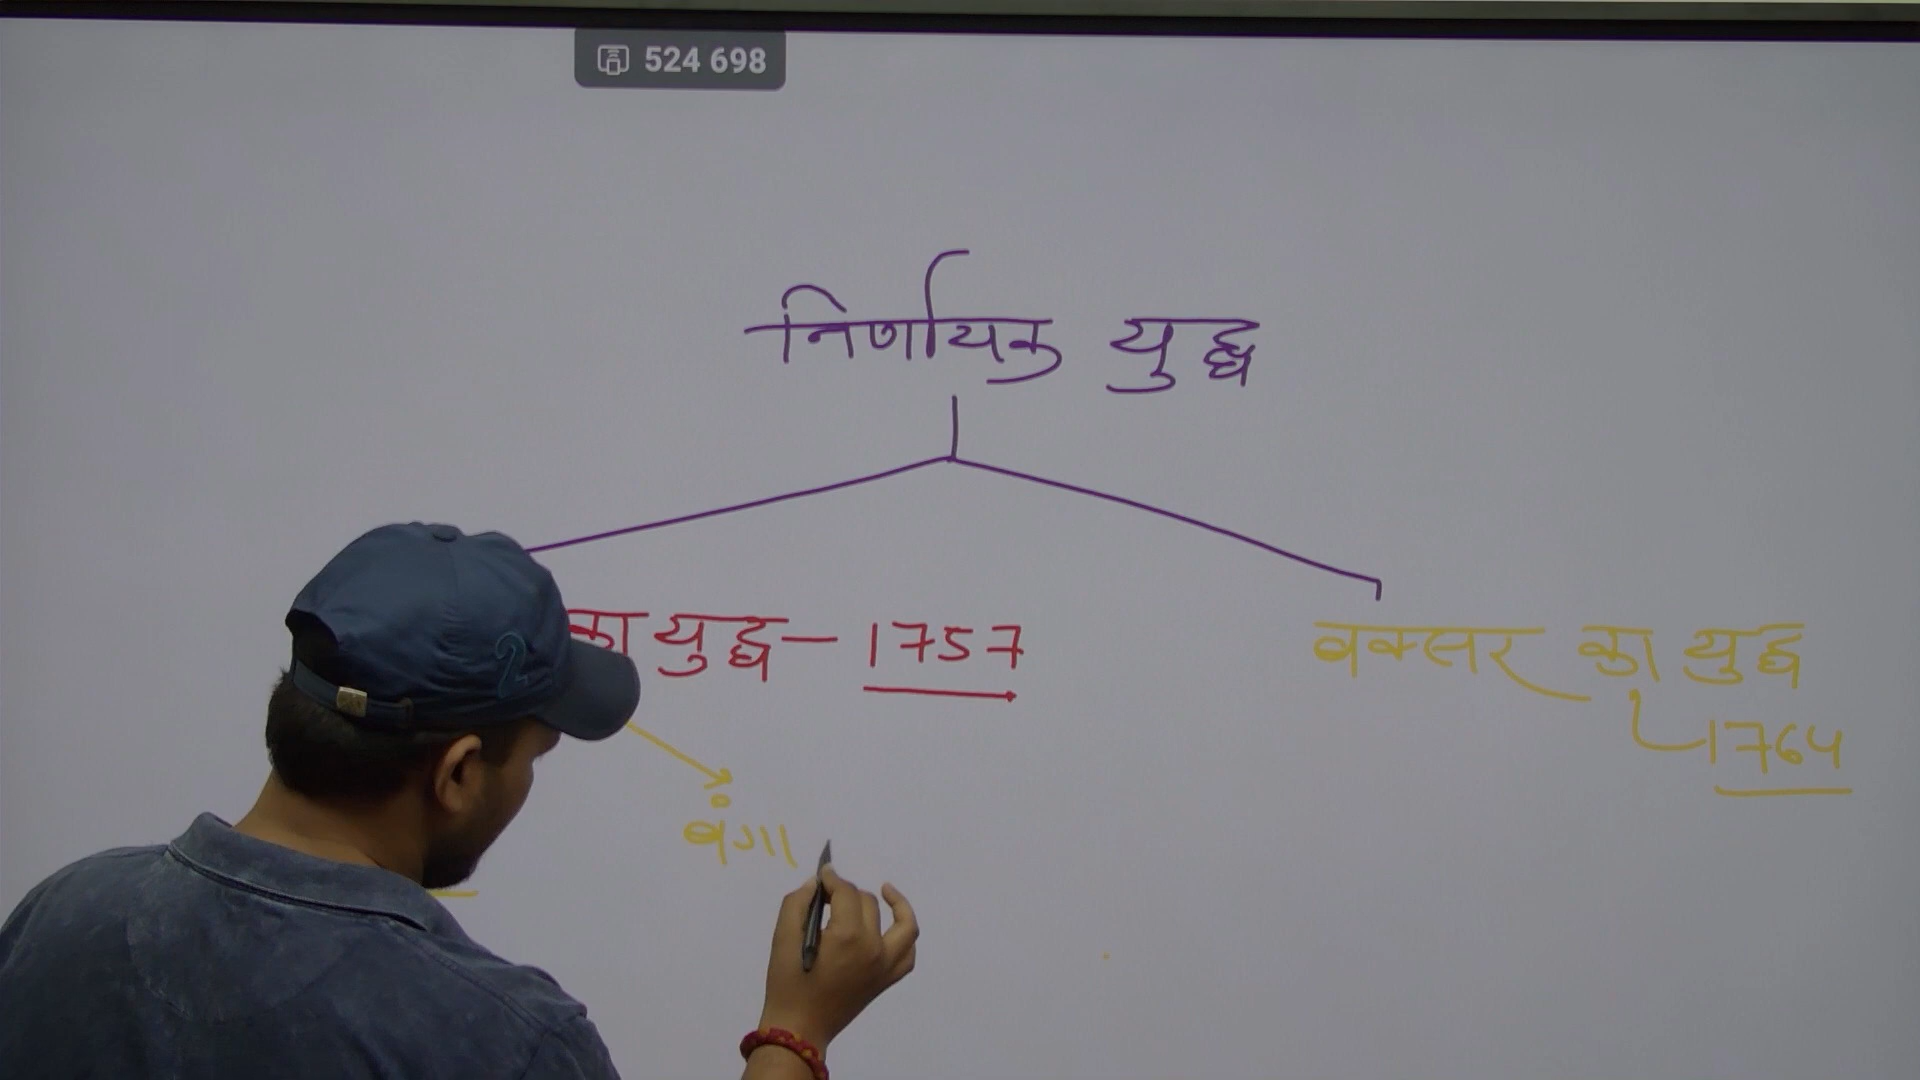 524 698
निर्णायक युद्ध
का युद्ध – 1757
बक्सर का युद्ध
1764
बंगा